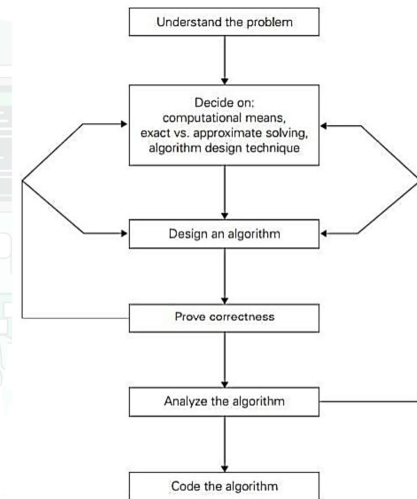 Understand the problem
Decide on:
computational means,
exact vs. approximate solving,
algorithm design technique
Design an algorithm
Prove correctness
Analyze the algorithm
Code the algorithm